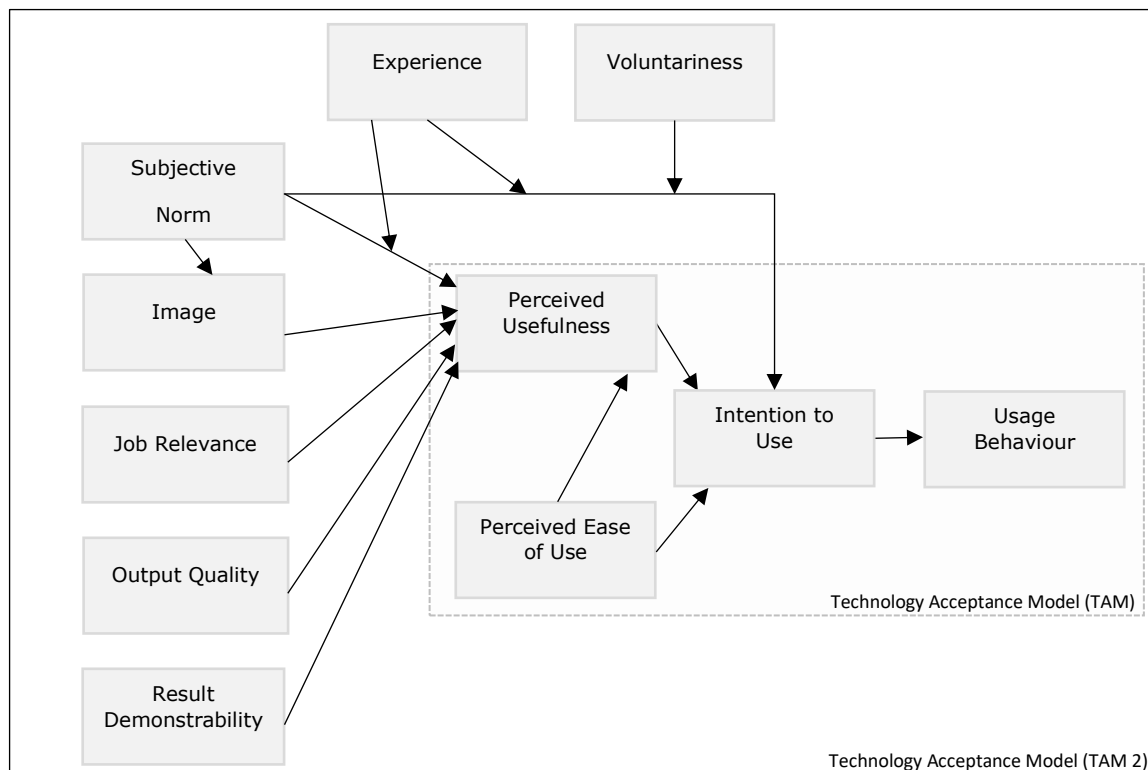 Experience
Voluntariness
Subjective
Norm
Image
Perceived
Usefulness
Job Relevance
Intention to
Use
Usage
Behaviour
Perceived Ease
of Use
Output Quality
Technology Acceptance Model (TAM)
Result
Demonstrability
Technology Acceptance Model (TAM 2)